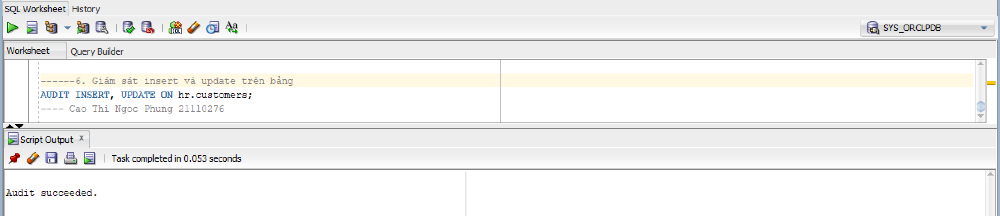 SQL Worksheet History
SYS_ORCLPDB
Worksheet Query Builder
------6. Giám sát insert và update trên bảng
AUDIT INSERT, UPDATE ON hr.customers;
---- Cao Thi Ngoc Phung 21110276
Script Output x
Task completed in 0.053 seconds
Audit succeeded.